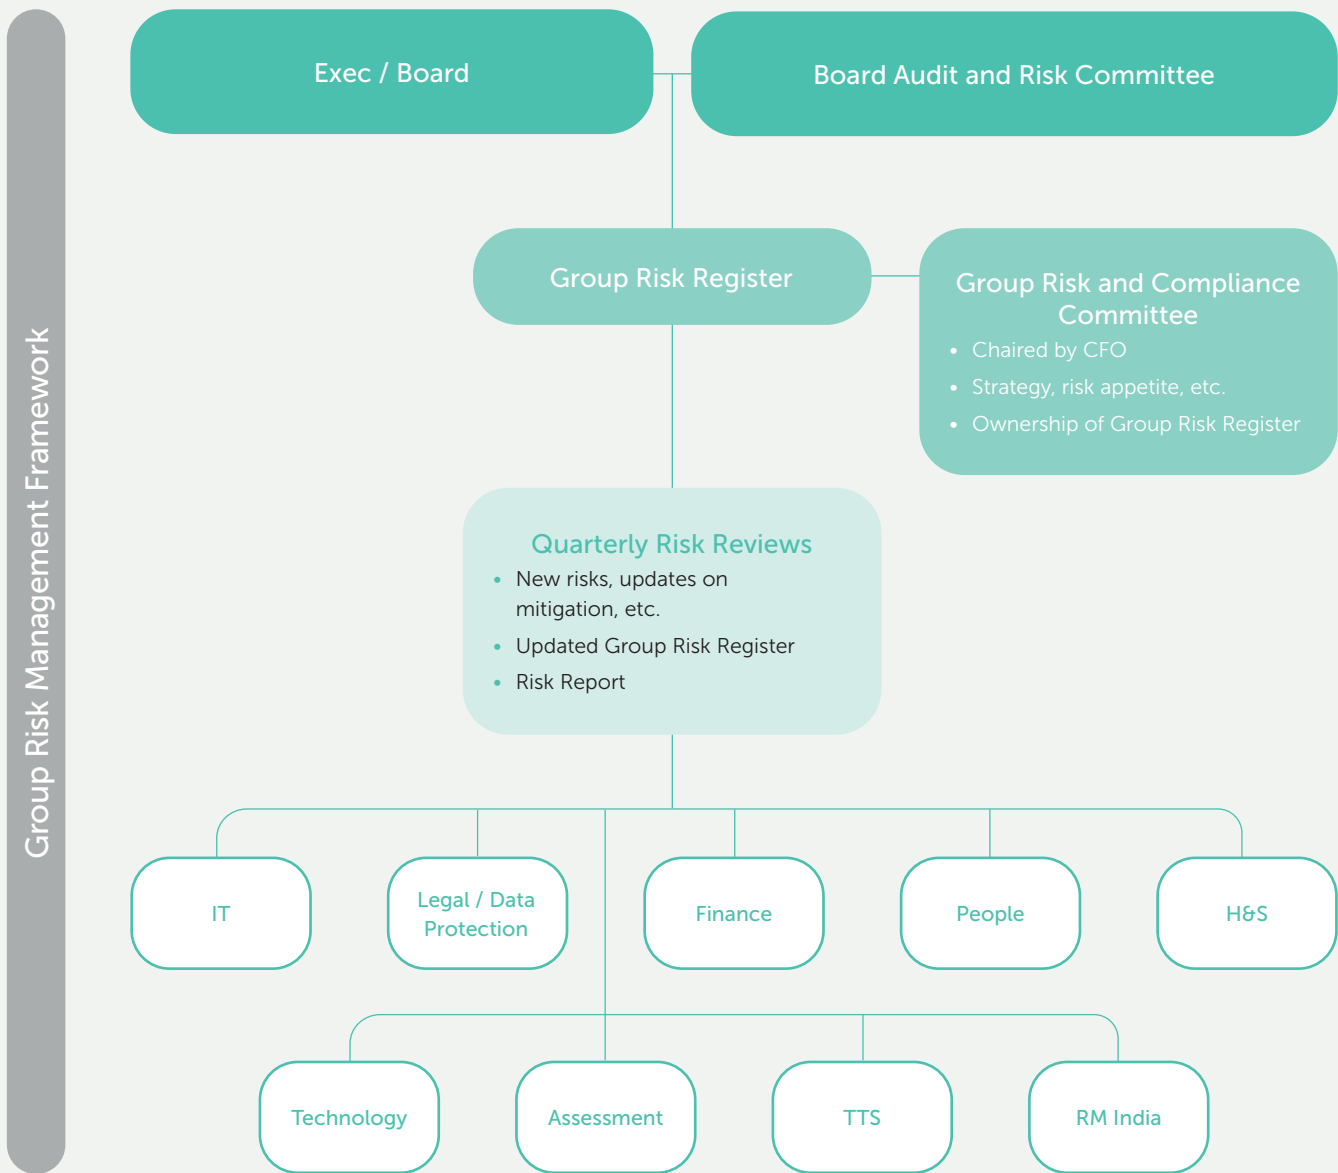 Group Risk Management Framework
Exec / Board
Board Audit and Risk Committee
Group Risk Register
Group Risk and Compliance
Committee
• Chaired by CFO
• Strategy, risk appetite, etc.
• Ownership of Group Risk Register
Quarterly Risk Reviews
• New risks, updates on
mitigation, etc.
• Updated Group Risk Register
• Risk Report
IT
Legal / Data
Protection
Finance
People
H&S
Technology
Assessment
TTS
RM India